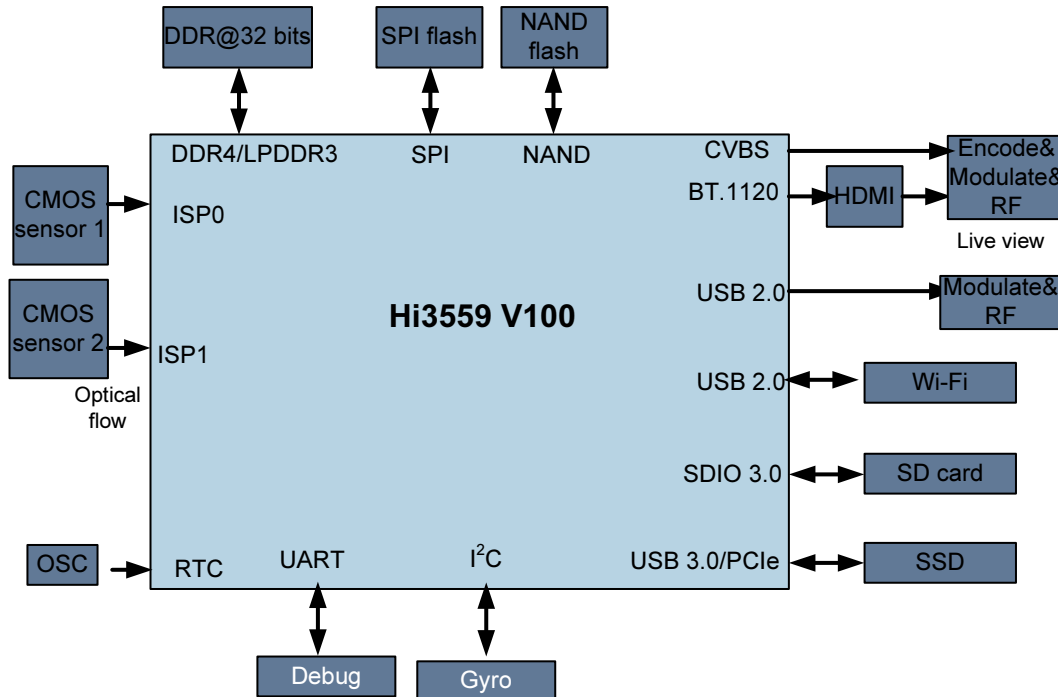 DDR@32 bits
SPI flash
NAND
flash
DDR4/LPDDR3
SPI
NAND
CMOS
sensor 1
ISP0
CMOS
sensor 2
ISP1
Optical
flow
Hi3559 V100
CVBS
BT.1120
HDMI
Encode&
Modulate&
RF
Live view
USB 2.0
Modulate&
RF
USB 2.0
Wi-Fi
SDIO 3.0
SD card
USB 3.0/PCIe
SSD
OSC
RTC
UART
I²C
Debug
Gyro